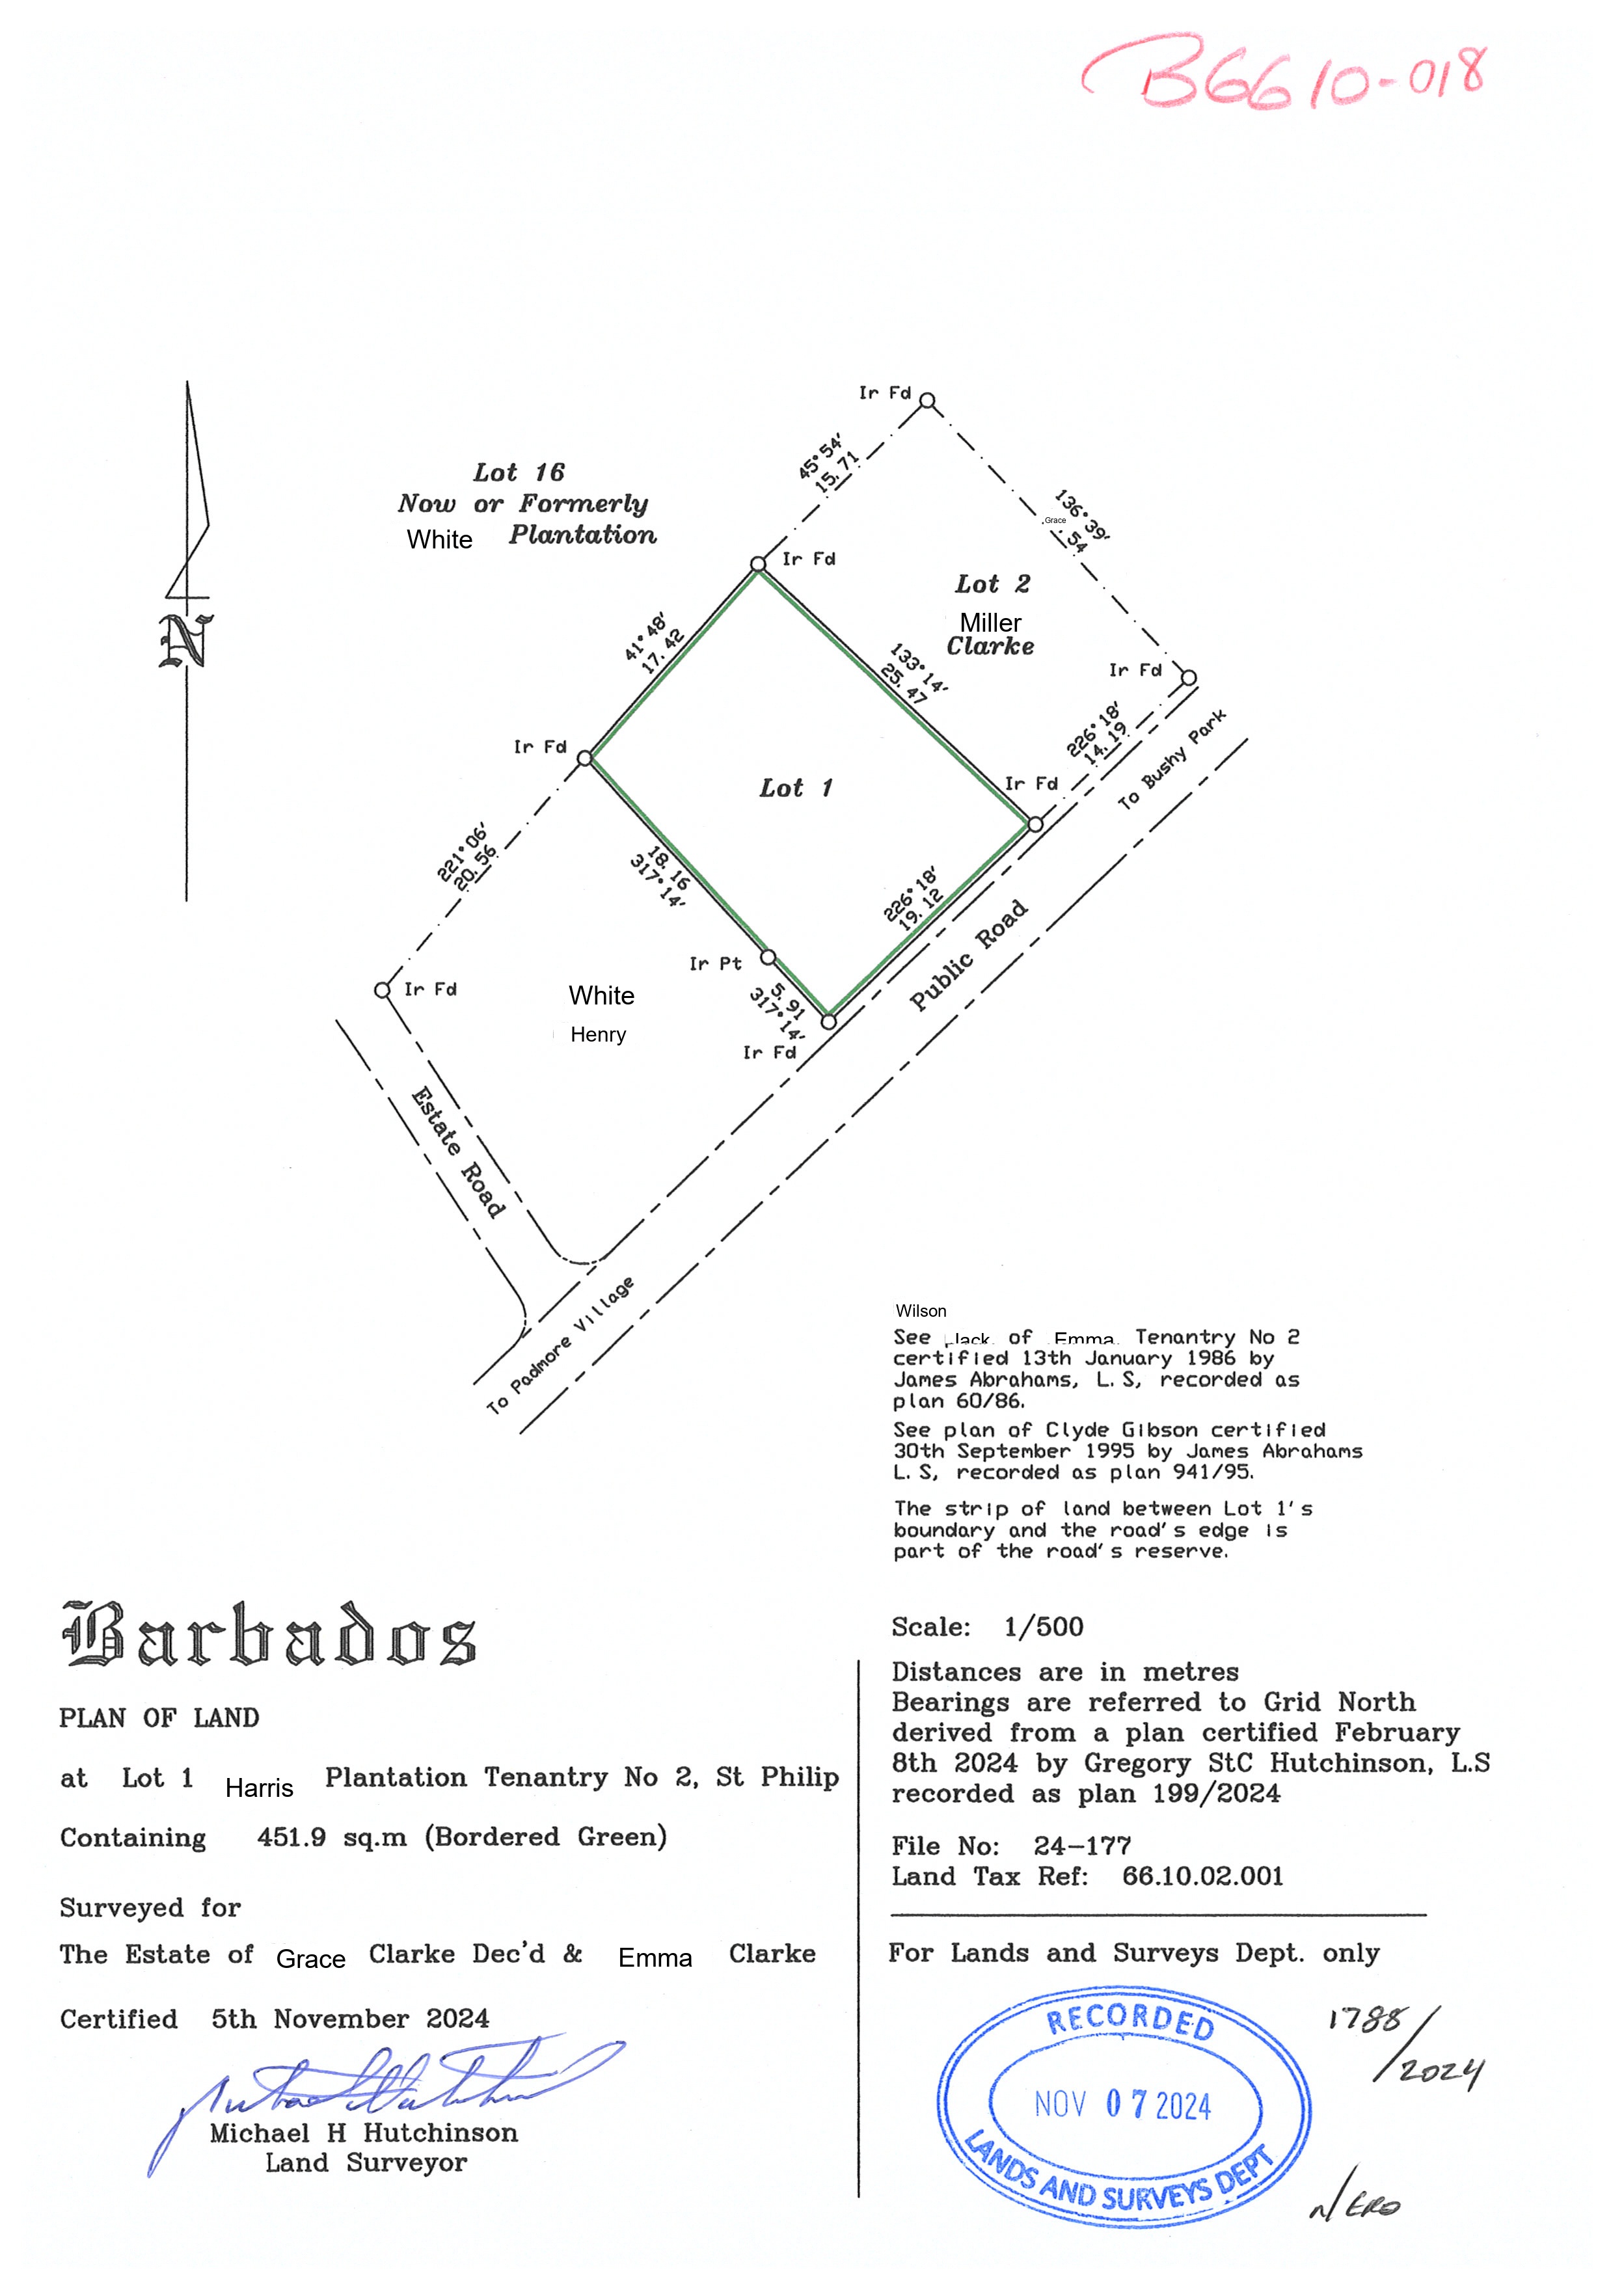 B6610-018
Ir Fd
45°54'
15.71
136°39'
Grace
.54
Lot 16
Now or Formerly
White Plantation
Ir Fd
Lot 2
Miller
Clarke
41°48'
17.42
133°14'
25.47
Ir Fd
226°18'
14.19
To Bushy Park
N
Ir Fd
Lot 1
Ir Fd
221°06'
20.56
18.16
317°14'
226°18'
19.12
Public Road
Ir Pt
Ir Fd
White
Henry
5.91
317°14'
Ir Fd
Estate Road
To Padmore Village
Wilson
See Jack of Emma Tenantry No 2
certified 13th January 1986 by
James Abrahams, L.S, recorded as
plan 60/86.
See plan of Clyde Gibson certified
30th September 1995 by James Abrahams
L.S, recorded as plan 941/95.
The strip of land between Lot 1's
boundary and the road's edge is
part of the road's reserve.
Barbados
PLAN OF LAND
at Lot 1 Harris Plantation Tenantry No 2, St Philip
Containing 451.9 sq.m (Bordered Green)
Surveyed for
The Estate of Grace Clarke Dec'd & Emma Clarke
Certified 5th November 2024
Michael H Hutchinson
Land Surveyor
Scale: 1/500
Distances are in metres
Bearings are referred to Grid North
derived from a plan certified February
8th 2024 by Gregory StC Hutchinson, L.S
recorded as plan 199/2024
File No: 24-177
Land Tax Ref: 66.10.02.001
For Lands and Surveys Dept. only
RECORDED
NOV 07 2024
LANDS AND SURVEYS DEPT
1788/2024